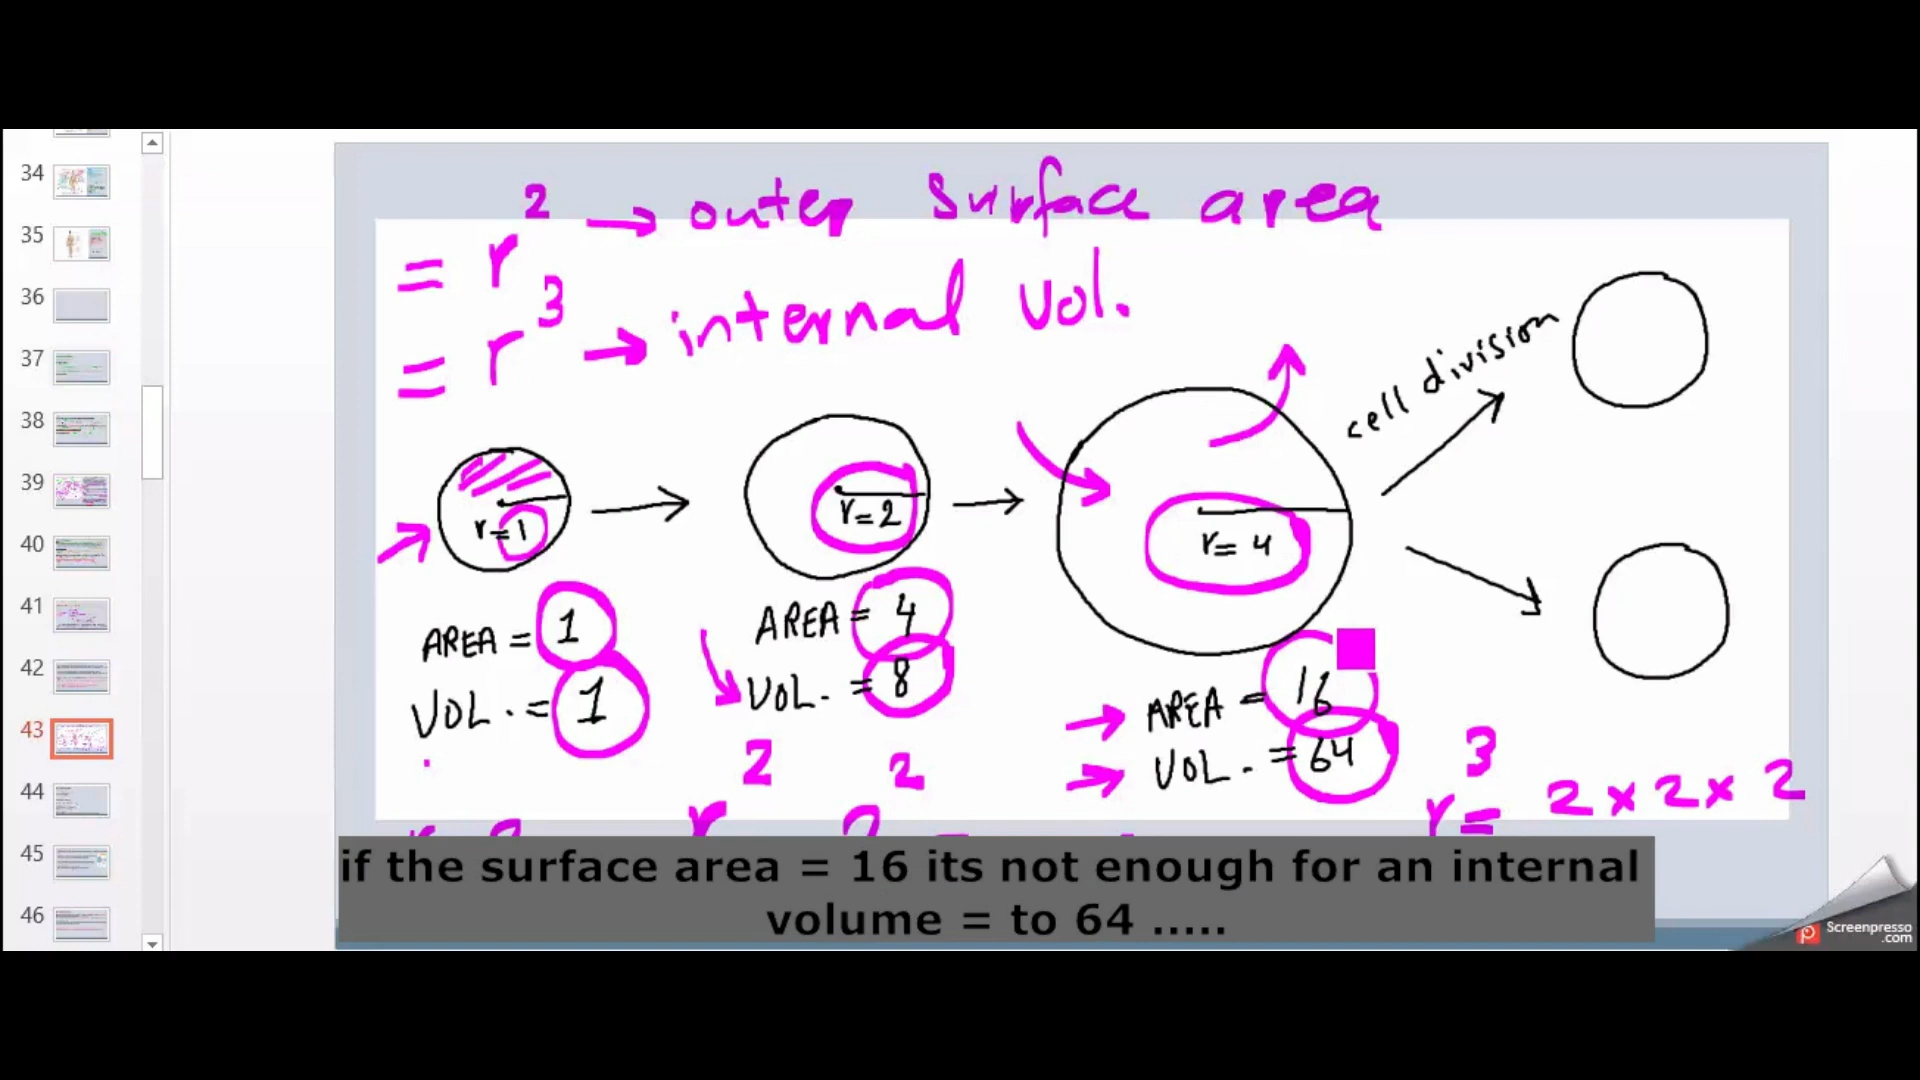 34
35
36
37
38
39
40
41
42
43
44
45
46
= r² → outer surface area
= r³ → internal vol.
cell division
r=1
r=2
r= 4
AREA = 1
VOL. = 1
AREA = 4
VOL. = 8
AREA = 16
VOL. = 64
2 2
3
r = 2 x 2 x 2
if the surface area = 16 its not enough for an internal
volume = to 64 .....
Screenpresso
.com